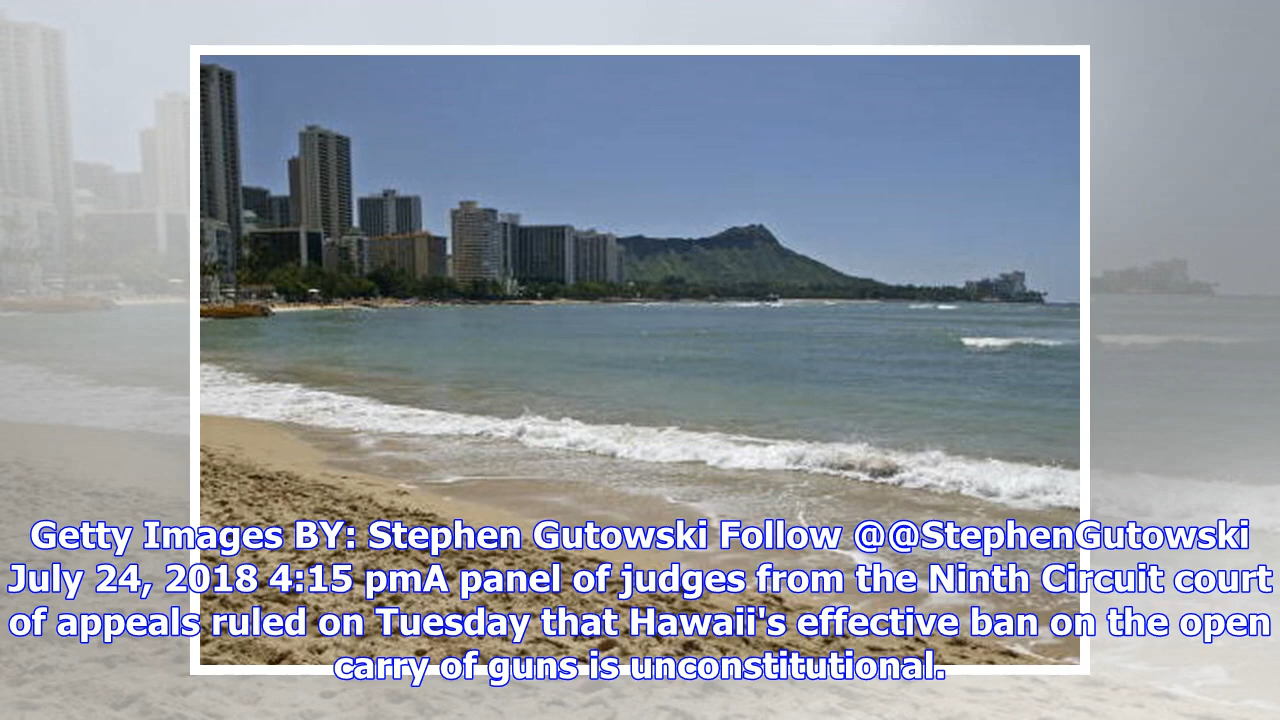 Getty Images BY: Stephen Gutowski Follow @@StephenGutowski
July 24, 2018 4:15 pmA panel of judges from the Ninth Circuit court
of appeals ruled on Tuesday that Hawaii's effective ban on the open
carry of guns is unconstitutional.